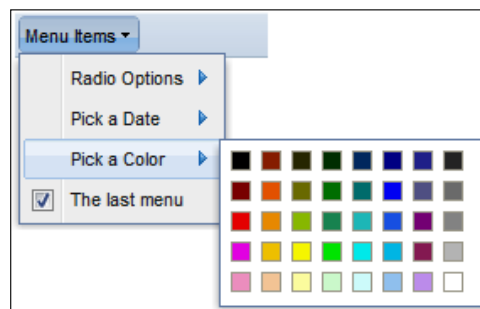 Menu Items
Radio Options
Pick a Date
Pick a Color
The last menu